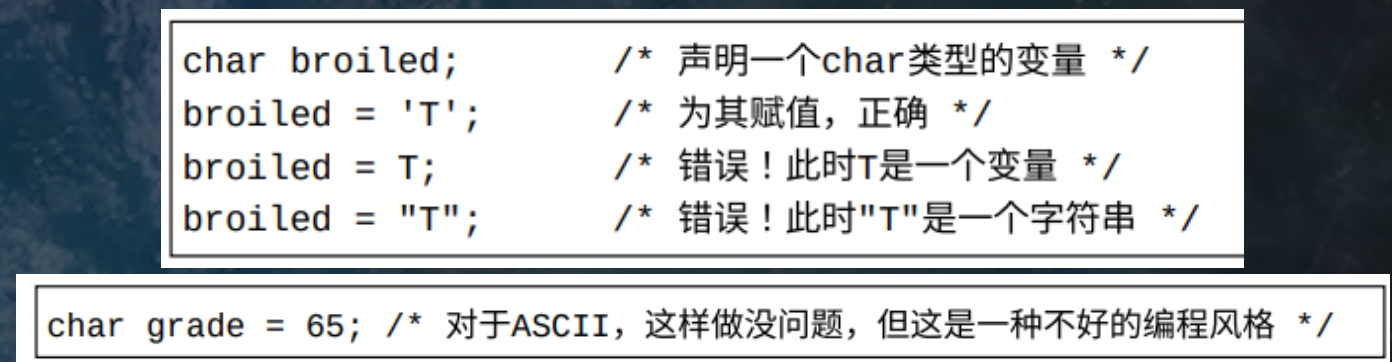 char broiled;        /* 声明一个char类型的变量 */
broiled = 'T';       /* 为其赋值，正确 */
broiled = T;         /* 错误！此时T是一个变量 */
broiled = "T";       /* 错误！此时"T"是一个字符串 */
char grade = 65; /* 对于ASCII，这样做没问题，但这是一种不好的编程风格 */